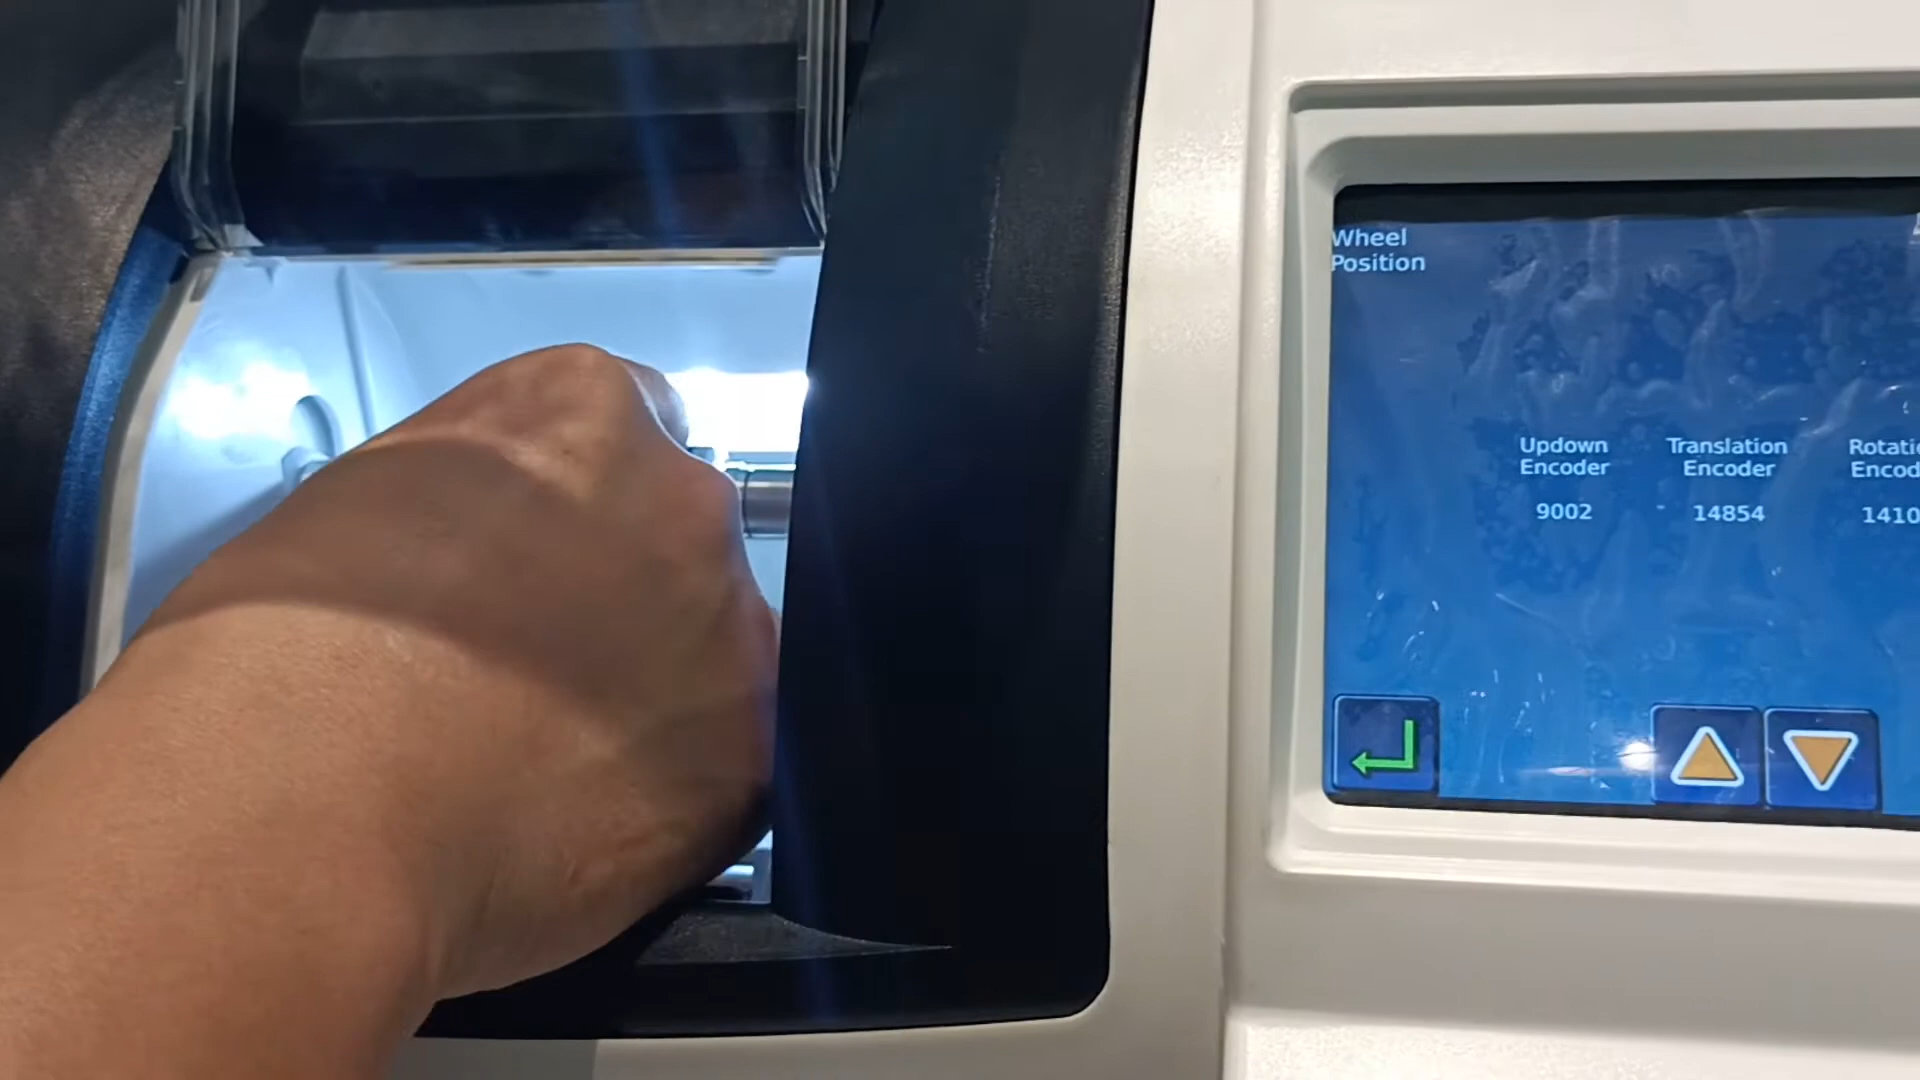 Wheel
Position
Updown
Encoder
9002
Translation
Encoder
14854